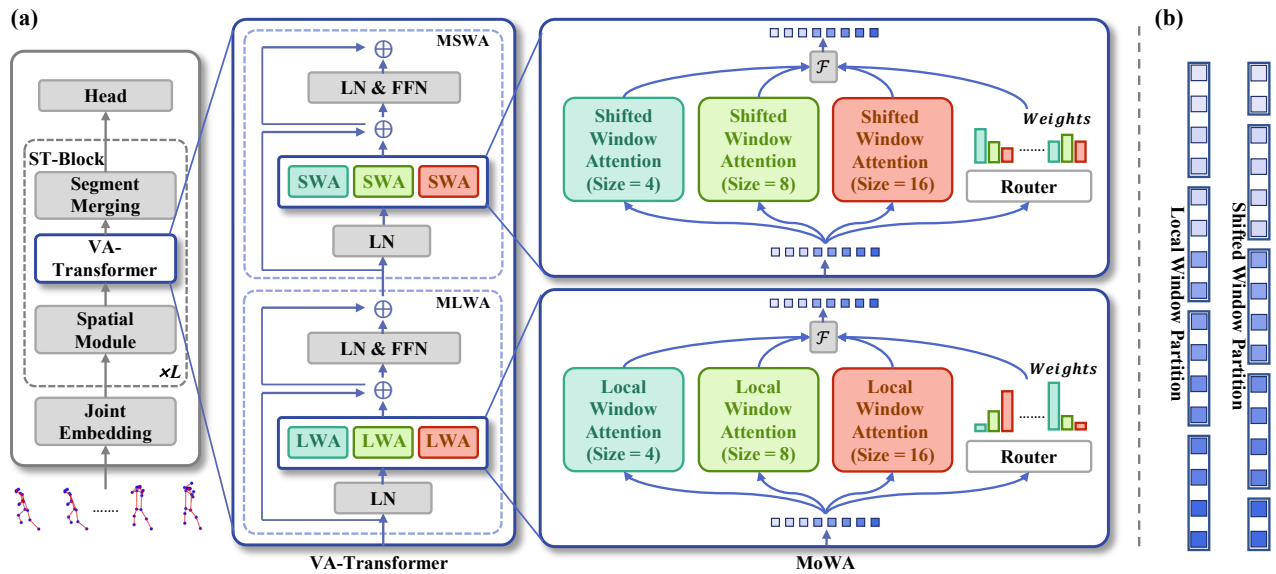 (a)
Head
ST-Block
Segment
Merging
VA-
Transformer
Spatial
Module
×L
Joint
Embedding
.......
MSWA
LN & FFN
SWA
SWA
SWA
LN
MLWA
LN & FFN
LWA
LWA
LWA
LN
VA-Transformer
ℱ
Shifted
Window
Attention
(Size = 4)
Shifted
Window
Attention
(Size = 8)
Shifted
Window
Attention
(Size = 16)
Weights
.......
Router
ℱ
Local
Window
Attention
(Size = 4)
Local
Window
Attention
(Size = 8)
Local
Window
Attention
(Size = 16)
Weights
.......
Router
MoWA
(b)
Local Window Partition
Shifted Window Partition